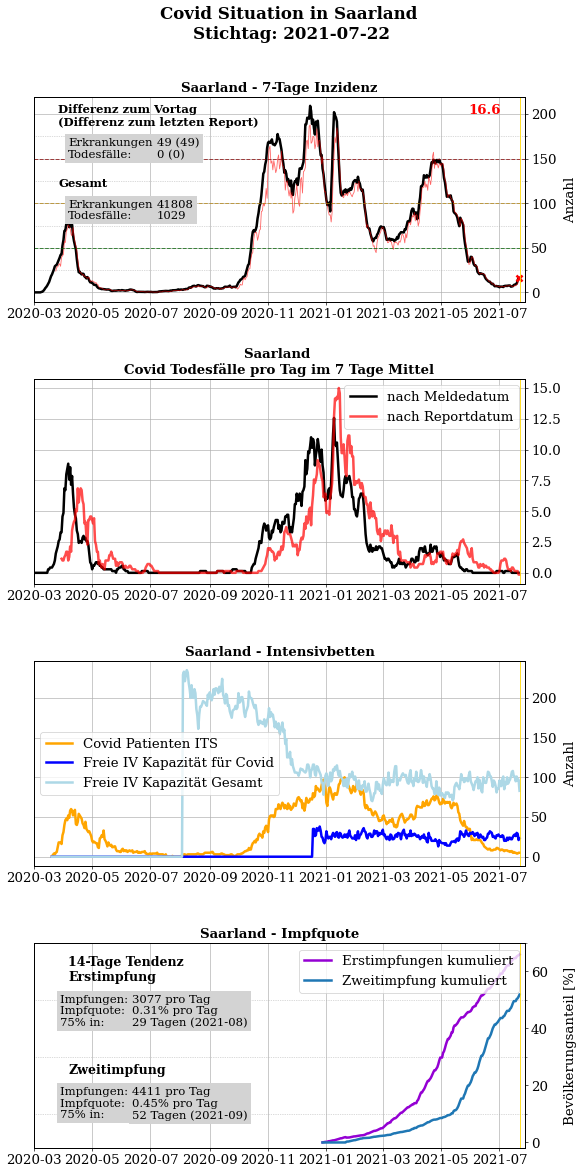 Covid Situation in Saarland
Stichtag: 2021-07-22
Saarland - 7-Tage Inzidenz
Differenz zum Vortag
(Differenz zum letzten Report)
Erkrankungen 49 (49)
Todesfälle: 0 (0)
Gesamt
Erkrankungen 41808
Todesfälle: 1029
16.6
200
150
100
50
0
Anzahl
2020-03 2020-05 2020-07 2020-09 2020-11 2021-01 2021-03 2021-05 2021-07
Saarland
Covid Todesfälle pro Tag im 7 Tage Mittel
nach Meldedatum
nach Reportdatum
15.0
12.5
10.0
7.5
5.0
2.5
0.0
2020-03 2020-05 2020-07 2020-09 2020-11 2021-01 2021-03 2021-05 2021-07
Saarland - Intensivbetten
Covid Patienten ITS
Freie IV Kapazität für Covid
Freie IV Kapazität Gesamt
200
150
100
50
0
Anzahl
2020-03 2020-05 2020-07 2020-09 2020-11 2021-01 2021-03 2021-05 2021-07
Saarland - Impfquote
14-Tage Tendenz
Erstimpfung
Impfungen: 3077 pro Tag
Impfquote: 0.31% pro Tag
75% in: 29 Tagen (2021-08)
Zweitimpfung
Impfungen: 4411 pro Tag
Impfquote: 0.45% pro Tag
75% in: 52 Tagen (2021-09)
Erstimpfungen kumuliert
Zweitimpfung kumuliert
60
40
20
0
Bevölkerungsanteil [%]
2020-03 2020-05 2020-07 2020-09 2020-11 2021-01 2021-03 2021-05 2021-07